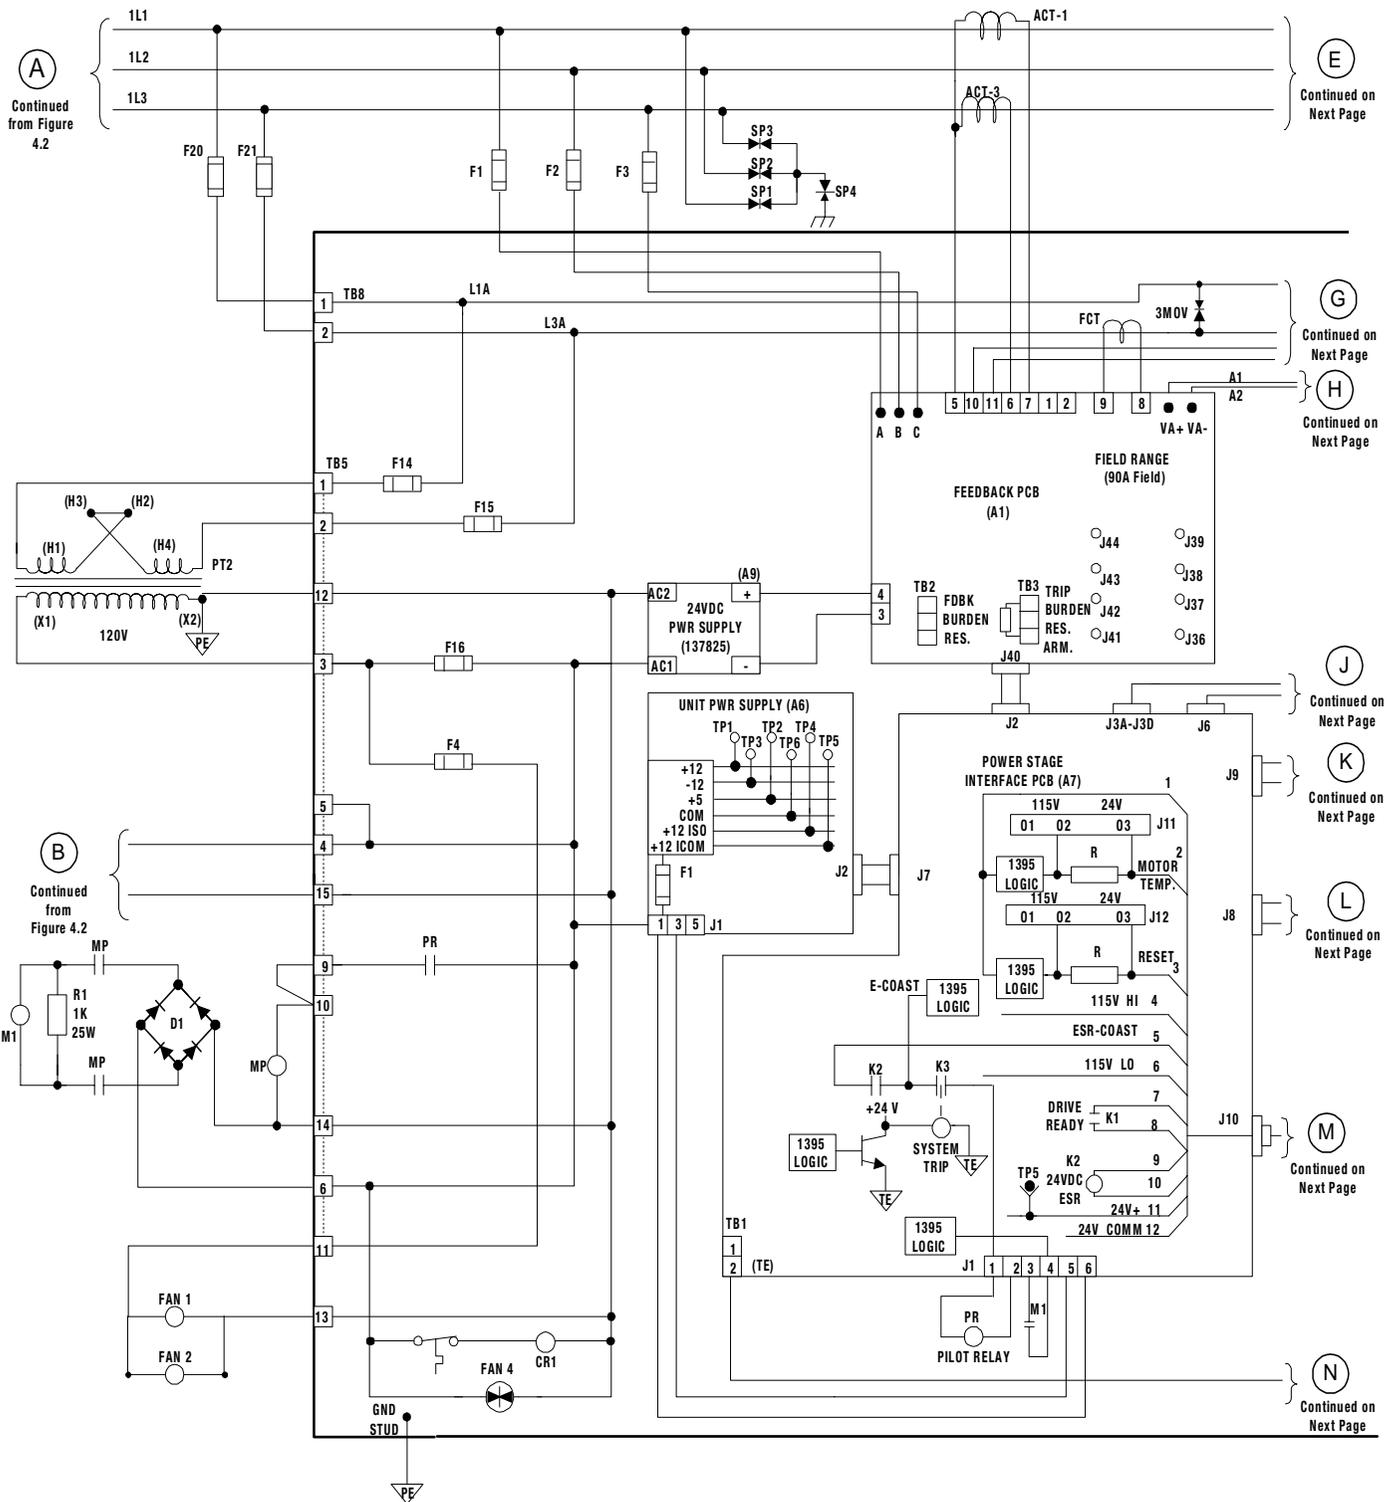 1L1
ACT-1
A
1L2
E
Continued
from Figure
4.2
1L3
ACT-3
Continued on
Next Page
F20
F21
F1
F2
F3
SP3
SP2
SP1
SP4
1
TB8
L1A
2
L3A
FCT
3MOV
G
Continued on
Next Page
A1
A2
H
Continued on
Next Page
5
10
11
6
7
1
2
9
8
A
B
C
VA+
VA-
FIELD RANGE
(90A Field)
FEEDBACK PCB
(A1)
TB5
1
F14
2
F15
(H3)
(H2)
(H1)
(H4)
PT2
(X1)
(X2)
120V
PE
12
3
F16
F4
AC2
(A9)
+
24VDC
PWR SUPPLY
(137825)
AC1
-
4
3
TB2
FDBK
BURDEN
RES.
TB3
TRIP
BURDEN
RES.
ARM.
J44
J43
J42
J41
J39
J38
J37
J36
J40
J2
J3A-J3D
J6
J
Continued on
Next Page
UNIT PWR SUPPLY (A6)
TP1
TP2
TP4
TP3
TP6
TP5
+12
-12
+5
COM
+12 ISO
+12 ICOM
F1
J2
J7
1
3
5
J1
POWER STAGE
INTERFACE PCB (A7)
1
J9
K
Continued on
Next Page
115V
24V
O1
O2
O3
J11
2
1395
LOGIC
R
MOTOR
TEMP.
115V
24V
O1
O2
O3
J12
J8
L
Continued on
Next Page
1395
LOGIC
R
RESET
3
E-COAST
1395
LOGIC
115V HI
4
ESR-COAST
5
K2
K3
115V LO
6
+24 V
DRIVE
READY
K1
7
8
J10
M
Continued on
Next Page
1395
LOGIC
SYSTEM
TRIP
TE
TE
K2
24VDC
ESR
9
10
TP5
24V+
11
24V COMM
12
1395
LOGIC
TB1
1
2
(TE)
J1
1
2
3
4
5
6
PR
PILOT RELAY
M1
N
Continued on
Next Page
5
4
B
Continued
from
Figure 4.2
15
MP
9
PR
R1
1K
25W
M1
D1
10
MP
MP
14
6
11
FAN 1
13
FAN 2
CR1
FAN 4
GND
STUD
PE